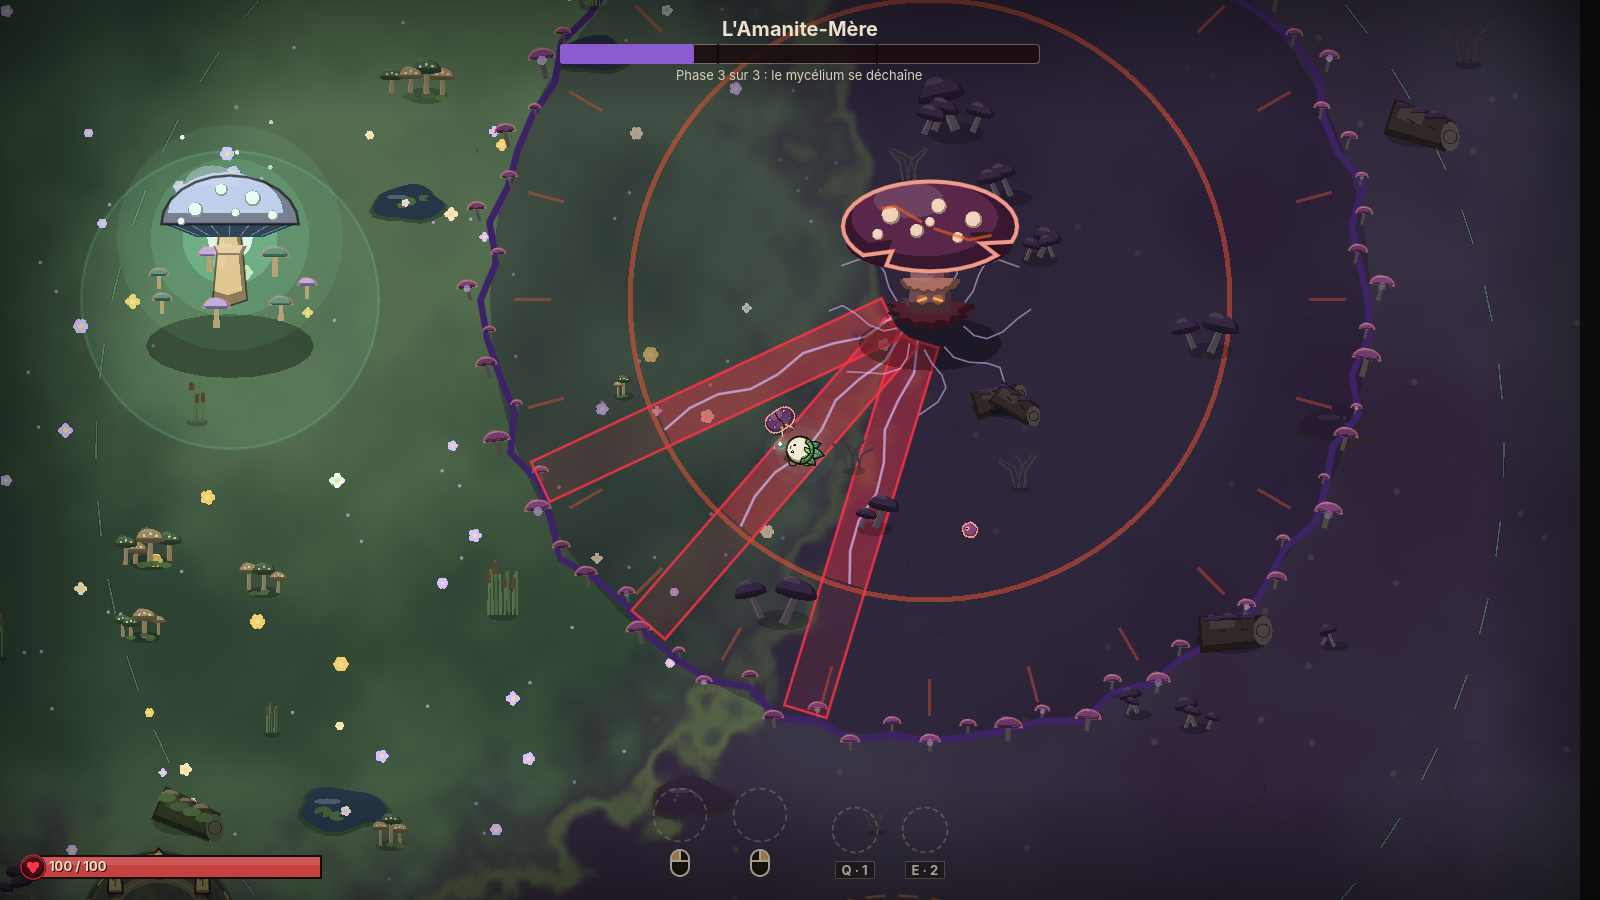 L'Amanite-Mère
Phase 3 sur 3 : le mycélium se déchaîne
100 / 100
Q · 1
E · 2